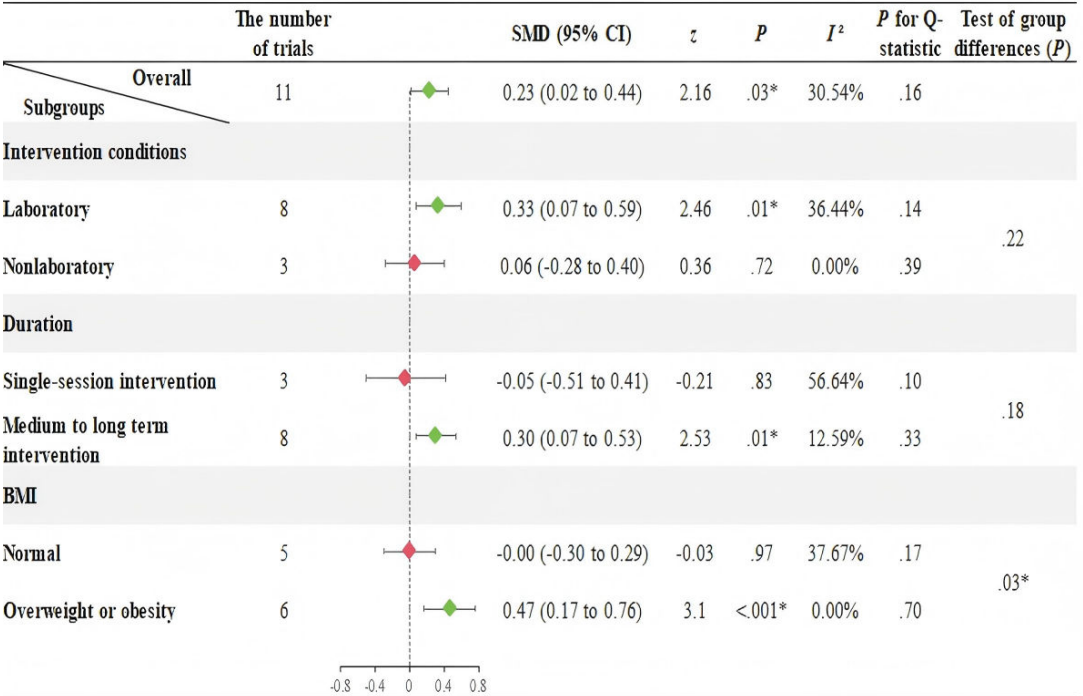 The number of trials SMD (95% CI) z P I² P for Q-statistic Test of group differences (P)
Overall
Subgroups
11 0.23 (0.02 to 0.44) 2.16 .03* 30.54% .16
Intervention conditions
Laboratory 8 0.33 (0.07 to 0.59) 2.46 .01* 36.44% .14
.22
Nonlaboratory 3 0.06 (-0.28 to 0.40) 0.36 .72 0.00% .39
Duration
Single-session intervention 3 -0.05 (-0.51 to 0.41) -0.21 .83 56.64% .10
.18
Medium to long term intervention 8 0.30 (0.07 to 0.53) 2.53 .01* 12.59% .33
BMI
Normal 5 -0.00 (-0.30 to 0.29) -0.03 .97 37.67% .17
.03*
Overweight or obesity 6 0.47 (0.17 to 0.76) 3.1 <.001* 0.00% .70
-0.8 -0.4 0 0.4 0.8